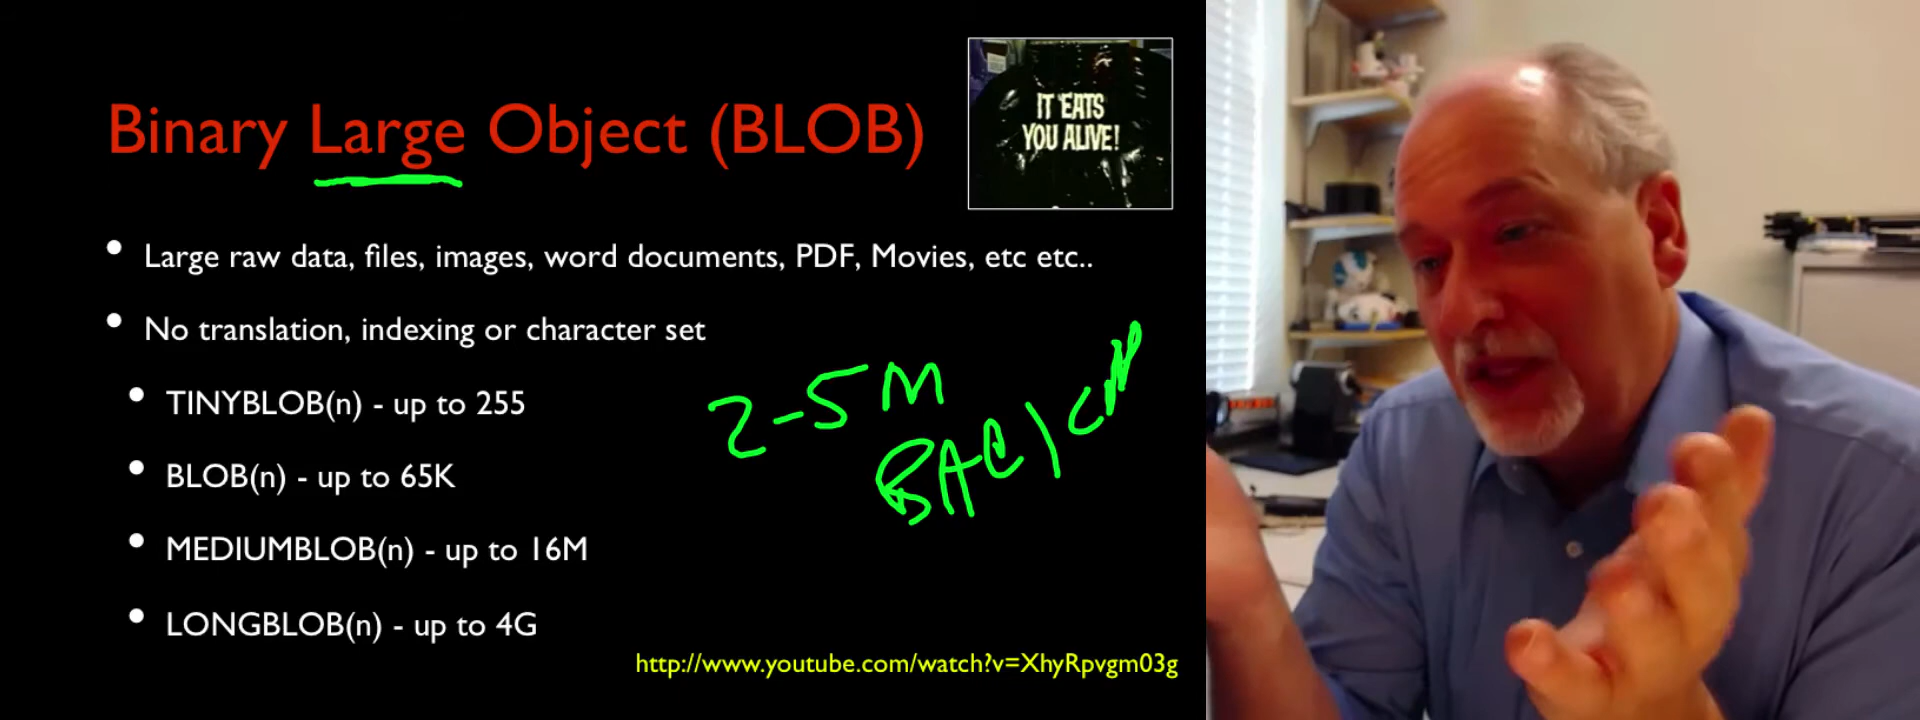 Binary Large Object (BLOB)
IT EATS
YOU ALIVE!
• Large raw data, files, images, word documents, PDF, Movies, etc etc..
• No translation, indexing or character set
• TINYBLOB(n) - up to 255
• BLOB(n) - up to 65K
• MEDIUMBLOB(n) - up to 16M
• LONGBLOB(n) - up to 4G
2-5 M
http://www.youtube.com/watch?v=XhyRpvgm03g